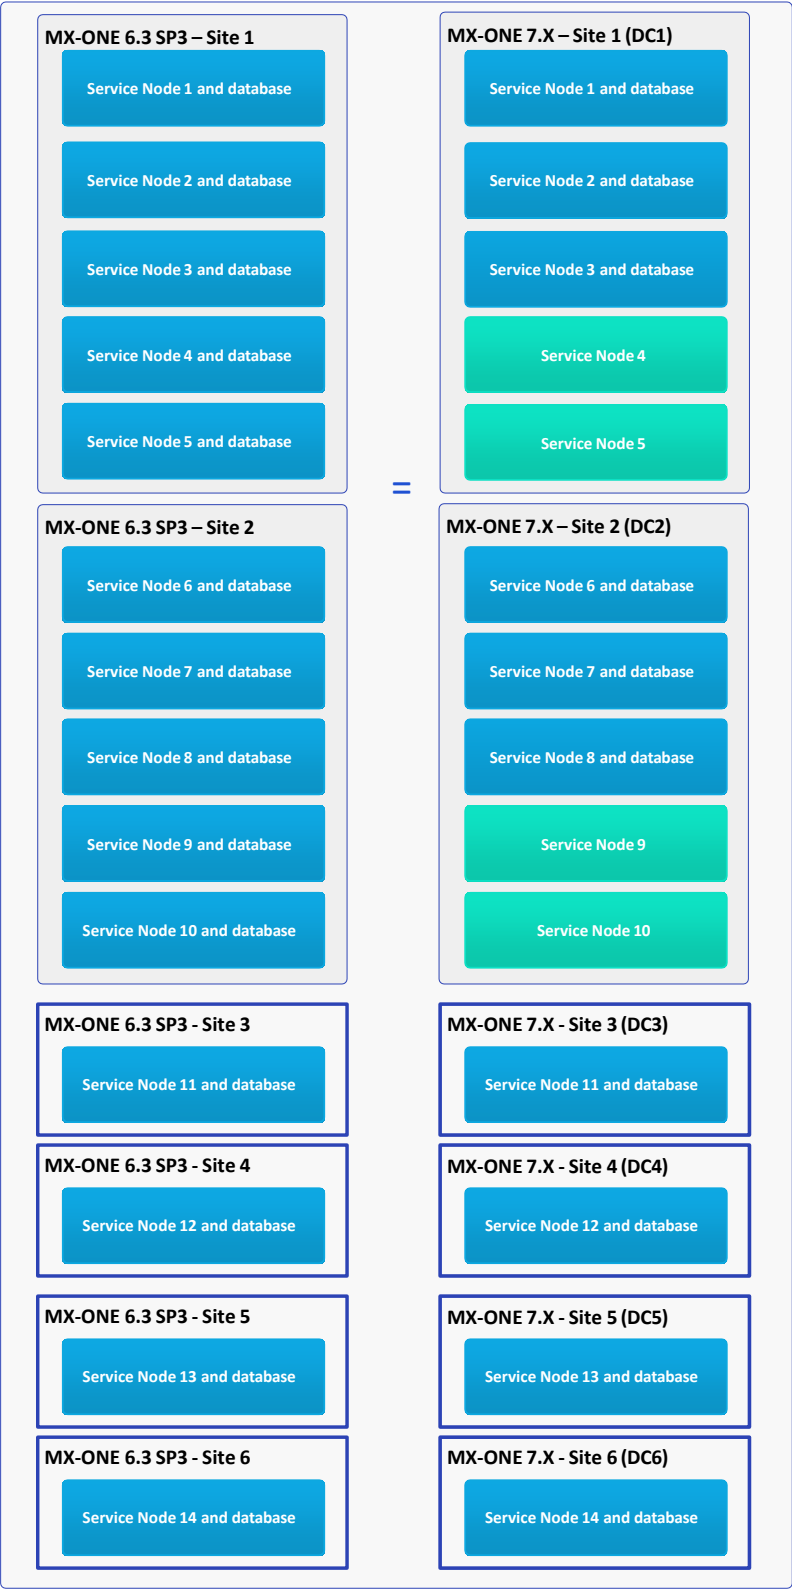 MX-ONE 6.3 SP3 – Site 1
Service Node 1 and database
Service Node 2 and database
Service Node 3 and database
Service Node 4 and database
Service Node 5 and database
MX-ONE 7.X – Site 1 (DC1)
Service Node 1 and database
Service Node 2 and database
Service Node 3 and database
Service Node 4
Service Node 5
=
MX-ONE 6.3 SP3 – Site 2
Service Node 6 and database
Service Node 7 and database
Service Node 8 and database
Service Node 9 and database
Service Node 10 and database
MX-ONE 7.X – Site 2 (DC2)
Service Node 6 and database
Service Node 7 and database
Service Node 8 and database
Service Node 9
Service Node 10
MX-ONE 6.3 SP3 - Site 3
Service Node 11 and database
MX-ONE 7.X - Site 3 (DC3)
Service Node 11 and database
MX-ONE 6.3 SP3 - Site 4
Service Node 12 and database
MX-ONE 7.X - Site 4 (DC4)
Service Node 12 and database
MX-ONE 6.3 SP3 - Site 5
Service Node 13 and database
MX-ONE 7.X - Site 5 (DC5)
Service Node 13 and database
MX-ONE 6.3 SP3 - Site 6
Service Node 14 and database
MX-ONE 7.X - Site 6 (DC6)
Service Node 14 and database